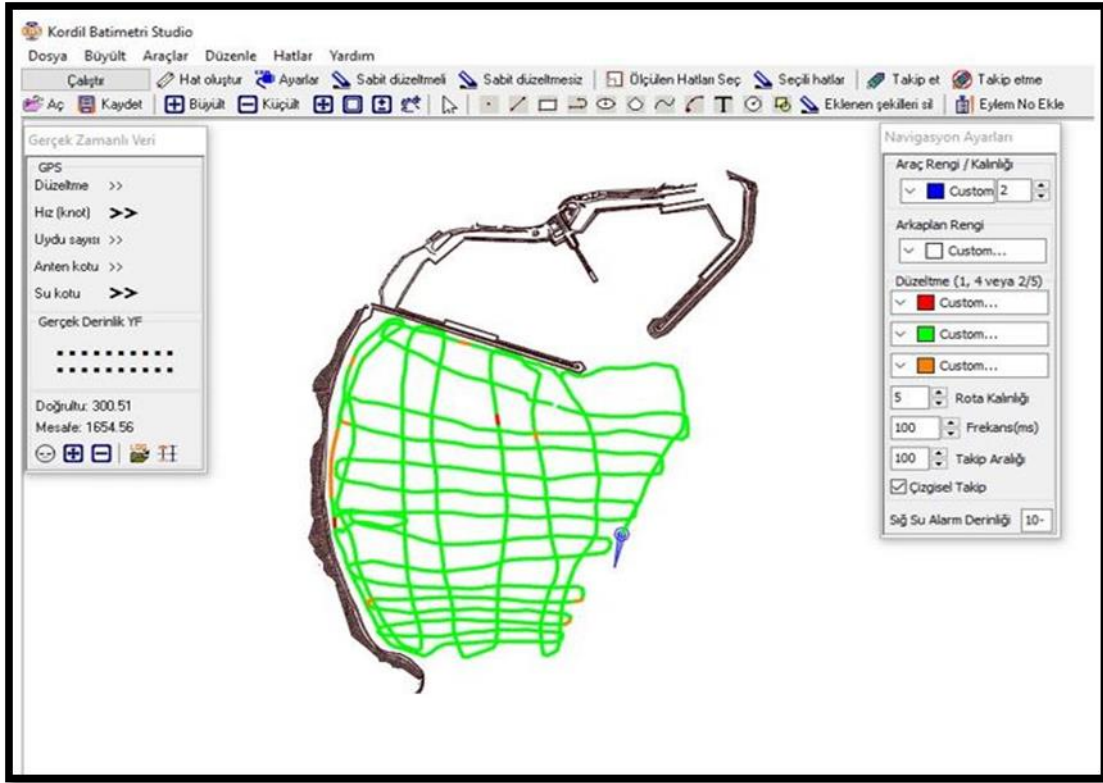 Kordil Batimetri Studio
Dosya Büyült Araçlar Düzenle Hatlar Yardım
Çalıştır Hat oluştur Ayarlar Sabit düzeltmeli Sabit düzeltmesiz Ölçülen Hatları Seç Seçili hatlar Takip et Takip etme
Aç Kaydet Büyült Küçült T Eklenen şekilleri sil Eylem No Ekle
Gerçek Zamanlı Veri
GPS
Düzeltme >>
Hız (knot) >>
Uydu sayısı >>
Anten kotu >>
Su kotu >>
Gerçek Derinlik YF
Doğrultu: 300.51
Mesafe: 1654.56
Navigasyon Ayarları
Araç Rengi / Kalınlığı
Custom 2
Arkaplan Rengi
Custom...
Düzeltme (1, 4 veya 2/5)
Custom...
Custom...
Custom...
5 Rota Kalınlığı
100 Frekans(ms)
100 Takip Aralığı
Çizgisel Takip
Sığ Su Alarm Derinliği 10-